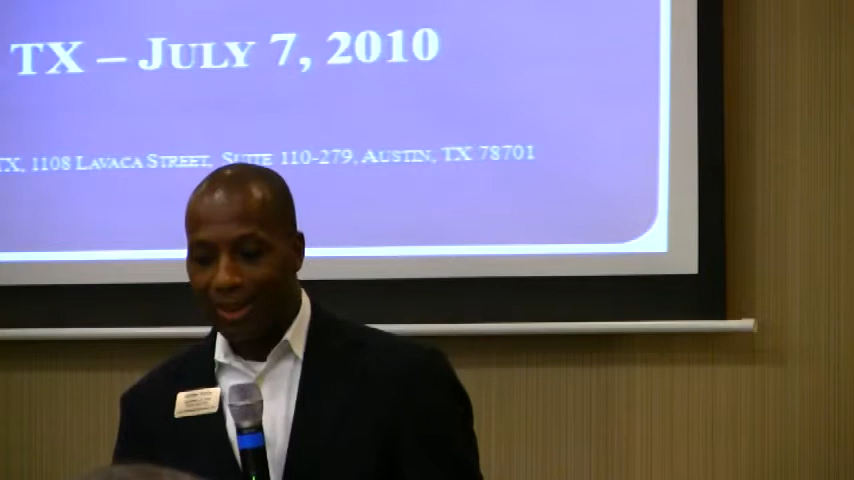 TX – JULY 7, 2010
TX, 1108 LAVACA STREET, SUITE 110-279, AUSTIN, TX 78701